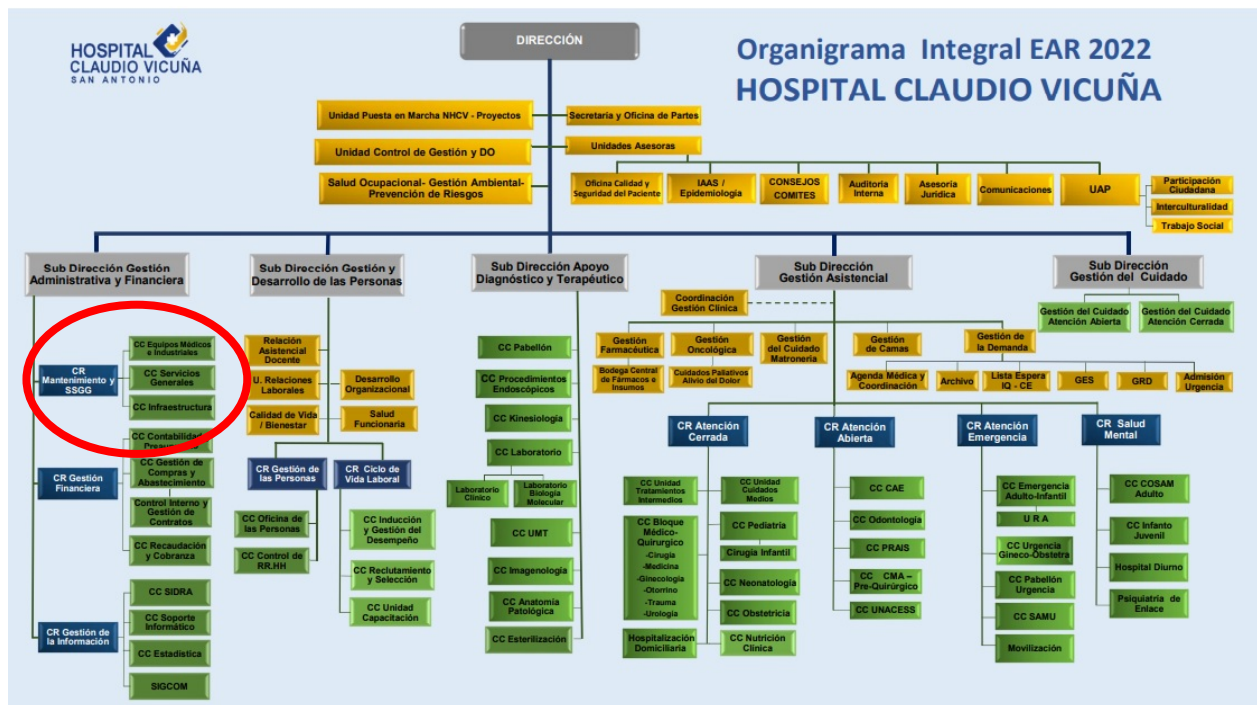 HOSPITAL
CLAUDIO VICUÑA
SAN ANTONIO
DIRECCIÓN
Organigrama Integral EAR 2022
HOSPITAL CLAUDIO VICUÑA
Unidad Puesta en Marcha NHCV - Proyectos
Secretaria y Oficina de Partes
Unidad Control de Gestión y DO
Unidades Asesoras
Salud Ocupacional- Gestión Ambiental-
Prevención de Riesgos
Oficina Calidad y
Seguridad del Paciente
IAAS /
Epidemiología
CONSEJOS
COMITES
Auditoria
Interna
Asesoría
Jurídica
Comunicaciones
UAP
Participación
Ciudadana
Interculturalidad
Trabajo Social
Sub Dirección Gestión
Administrativa y Financiera
Sub Dirección Gestión y
Desarrollo de las Personas
Sub Dirección Apoyo
Diagnóstico y Terapéutico
Sub Dirección
Gestión Asistencial
Sub Dirección
Gestión del Cuidado
CR
Mantenimiento y
SSGG
CC Equipos Médicos
e Industriales
CC Servicios
Generales
CC Infraestructura
CR Gestión
Financiera
CC Contabilidad
CC Gestión de
Compras y
Abastecimiento
Control Interno y
Gestión de
Contratos
CC Recaudación
y Cobranza
CR Gestión de
la Información
CC SIDRA
CC Soporte
Informático
CC Estadística
SIGCOM
Relación
Asistencial
Docente
U. Relaciones
Laborales
Desarrollo
Organizacional
Calidad de Vida
/ Bienestar
Salud
Funcionaria
CR Gestión de
las Personas
CR Ciclo de
Vida Laboral
CC Oficina de
las Personas
CC Control de
RR.HH
CC Inducción
y Gestión del
Desempeño
CC Reclutamiento
y Selección
CC Unidad
Capacitación
CC Pabellón
CC Procedimientos
Endoscópicos
CC Kinesiología
CC Laboratorio
Laboratorio
Clínico
Laboratorio
Biología
Molecular
CC UMT
CC Imagenología
CC Anatomía
Patológica
CC Esterilización
Coordinación
Gestión Clínica
Gestión
Farmacéutica
Bodega Central
de Fármacos e
Insumos
Gestión
Oncológica
Cuidados Paliativos
Alivio del Dolor
Gestión
del Cuidado
Matronería
Gestión
de Camas
Gestión de
la Demanda
Agenda Médica y
Coordinación
Archivo
Lista Espera
IQ - CE
GES
GRD
Admisión
Urgencia
Gestión del Cuidado
Atención Abierta
Gestión del Cuidado
Atención Cerrada
CR Atención
Cerrada
CR Atención
Abierta
CR Atención
Emergencia
CR Salud
Mental
CC Unidad
Tratamientos
Intermedios
CC Unidad
Cuidados
Medios
CC Bloque
Médico-
Quirurgico
-Cirugía
-Medicina
-Ginecología
-Otorrino
-Trauma
-Urología
CC Pediatría
Cirugía Infantil
CC Neonatología
CC Obstetricia
Hospitalización
Domiciliaria
CC Nutrición
Clínica
CC CAE
CC Odontología
CC PRAIS
CC CMA –
Pre-Quirúrgico
CC UNACESS
CC Emergencia
Adulto-Infantil
U R A
CC Urgencia
Gineco-Obstetra
CC Pabellón
Urgencia
CC SAMU
Movilización
CC COSAM
Adulto
CC Infanto
Juvenil
Hospital Diurno
Psiquiatría de
Enlace